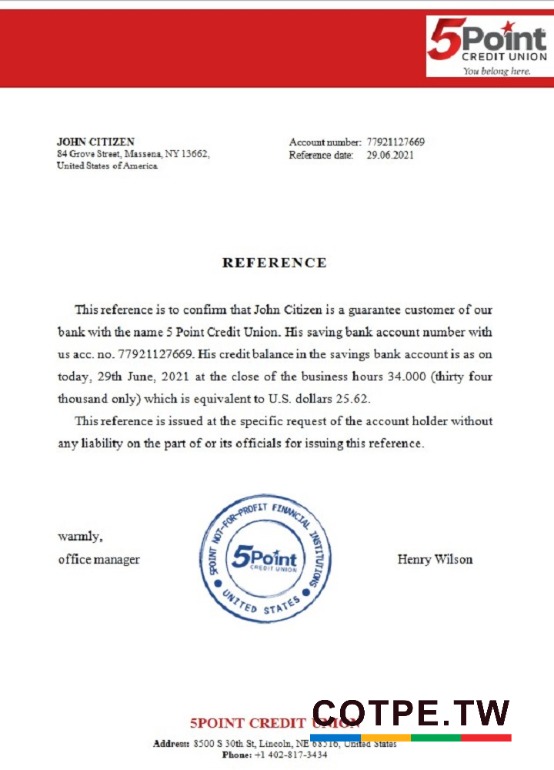 5Point
CREDIT UNION
You belong here.
JOHN CITIZEN
84 Grove Street, Massena, NY 13662,
United States of America
Account number: 77921127669
Reference date: 29.06.2021
REFERENCE
This reference is to confirm that John Citizen is a guarantee customer of our
bank with the name 5 Point Credit Union. His saving bank account number with
us acc. no. 77921127669. His credit balance in the savings bank account is as on
today, 29th June, 2021 at the close of the business hours 34.000 (thirty four
thousand only) which is equivalent to U.S. dollars 25.62.
This reference is issued at the specific request of the account holder without
any liability on the part of or its officials for issuing this reference.
warmly,
office manager
5POINT NOT-FOR-PROFIT FINANCIAL INSTITUTIONS
5Point
CREDIT UNION
UNITED STATES
Henry Wilson
5POINT CREDIT UNION
COTPE.TW
Address: 8500 S 30th St, Lincoln, NE 68516, United States
Phone: +1 402-817-3434